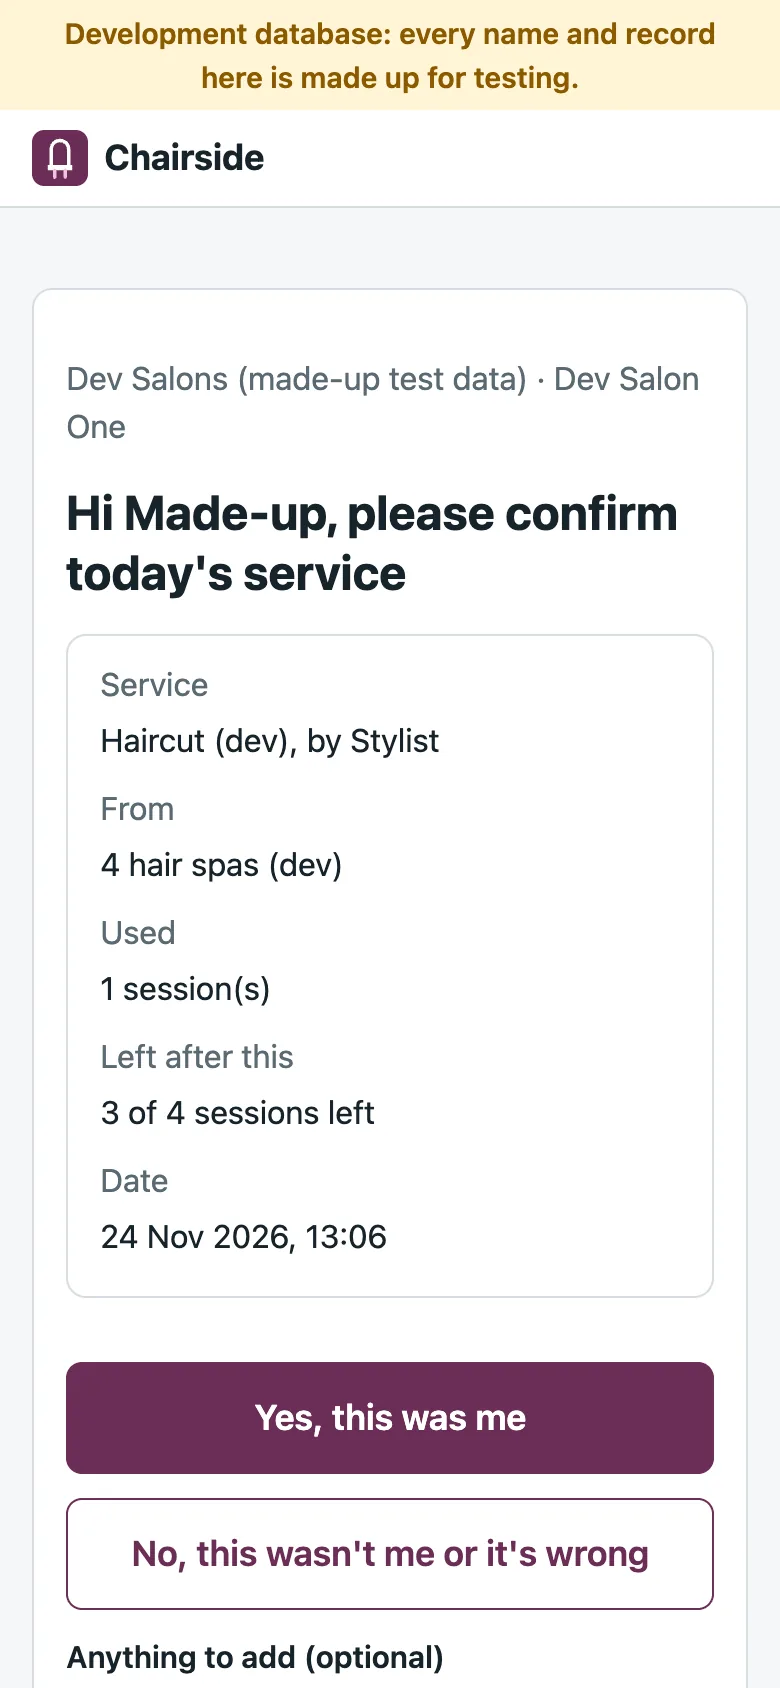 Development database: every name and record
here is made up for testing.
Chairside
Dev Salons (made-up test data) · Dev Salon
One
Hi Made-up, please confirm
today's service
Service
Haircut (dev), by Stylist
From
4 hair spas (dev)
Used
1 session(s)
Left after this
3 of 4 sessions left
Date
24 Nov 2026, 13:06
Yes, this was me
No, this wasn't me or it's wrong
Anything to add (optional)